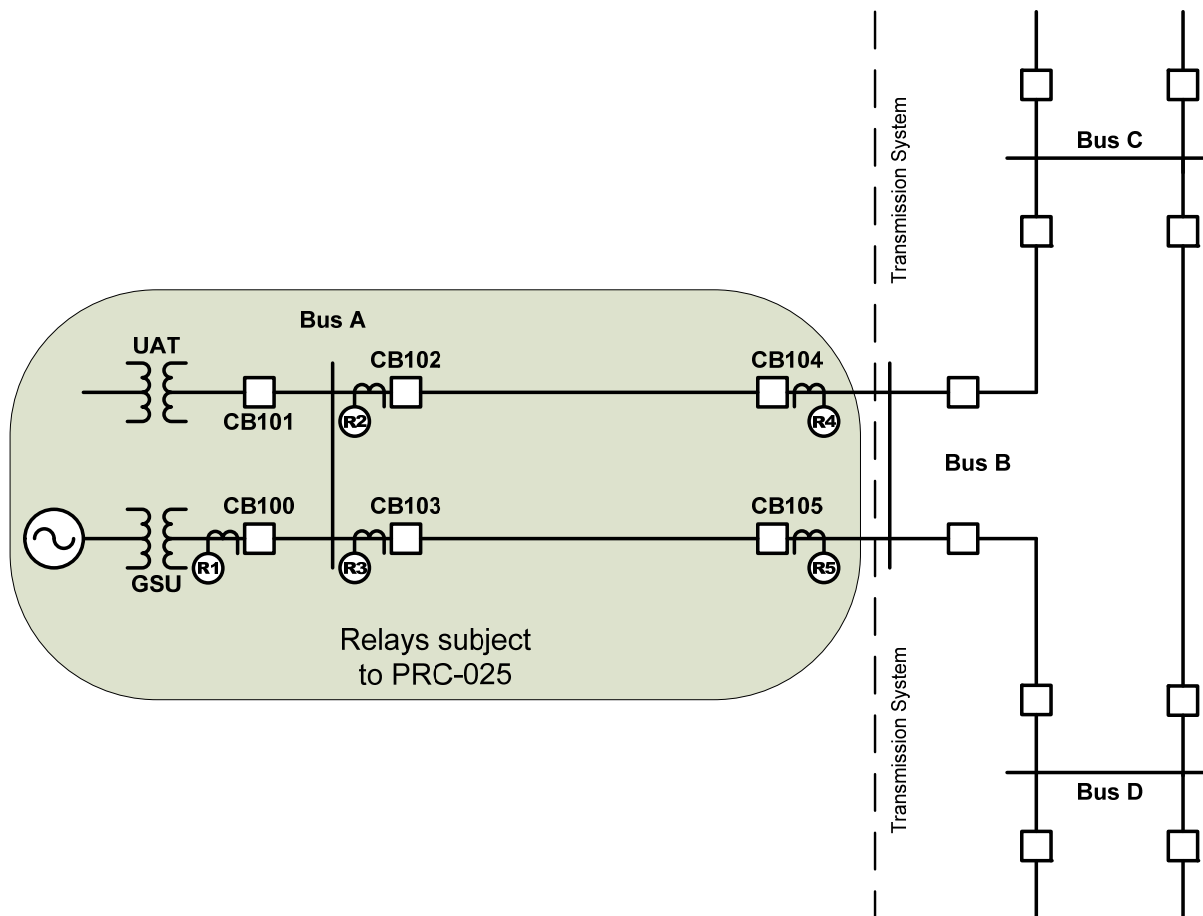 Transmission System
Bus C
Bus A
UAT
CB102
CB104
CB101
R2
R4
Bus B
CB100
CB103
CB105
R1
GSU
R3
R5
Relays subject
to PRC-025
Transmission System
Bus D